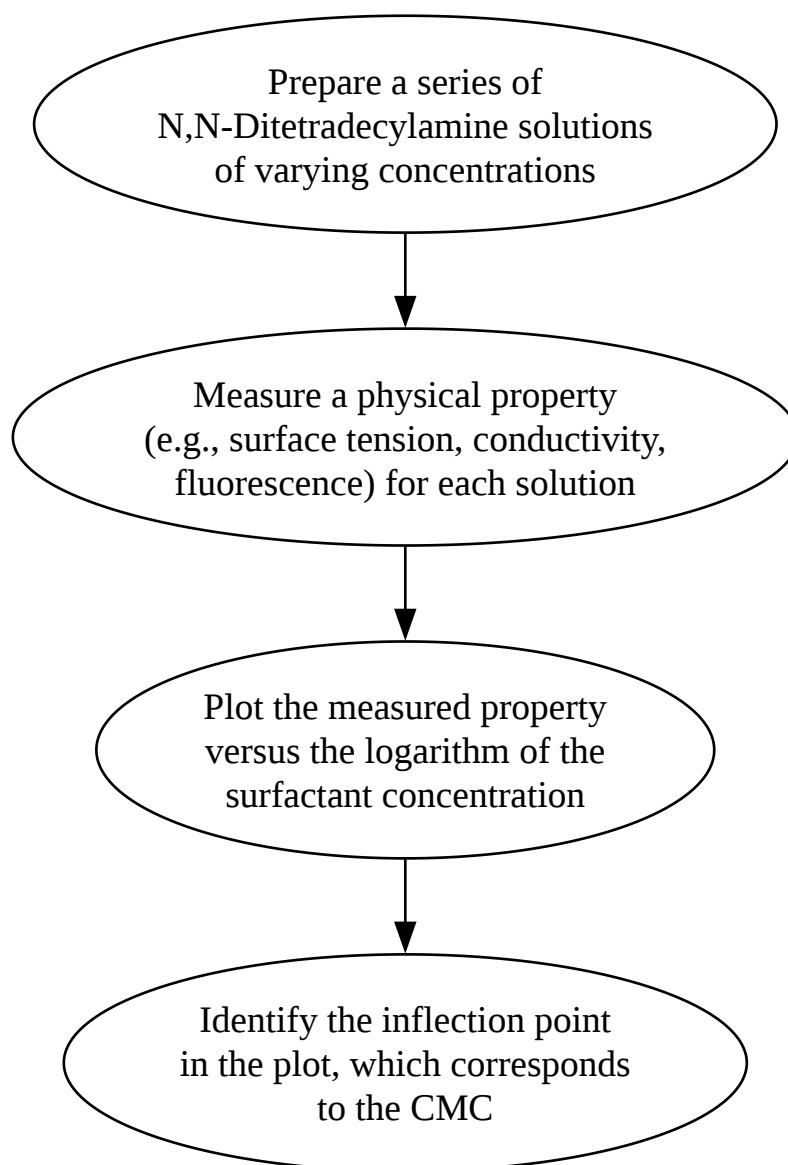 Prepare a series of
N,N-Ditetradecylamine solutions
of varying concentrations
Measure a physical property
(e.g., surface tension, conductivity,
fluorescence) for each solution
Plot the measured property
versus the logarithm of the
surfactant concentration
Identify the inflection point
in the plot, which corresponds
to the CMC